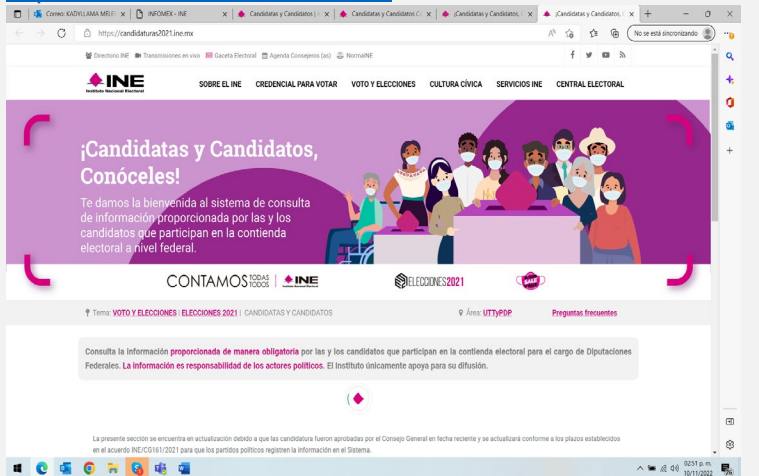 Correo: KADYLLAMA MELE
INFOMEX - INE
Candidatas y Candidatos | I
Candidatas y Candidatos Co
¡Candidatas y Candidatos,
¡Candidatas y Candidatos, C
https://candidaturas2021.ine.mx
No se está sincronizando
Directorio INE
Transmisiones en vivo
Gaceta Electoral
Agenda Consejeros (as)
NormaINE
INE
Instituto Nacional Electoral
SOBRE EL INE
CREDENCIAL PARA VOTAR
VOTO Y ELECCIONES
CULTURA CÍVICA
SERVICIOS INE
CENTRAL ELECTORAL
¡Candidatas y Candidatos,
Conóceles!
Te damos la bienvenida al sistema de consulta
de información proporcionada por las y los
candidatos que participan en la contienda
electoral a nivel federal.
CONTAMOS TODAS TODOS | INE
Instituto Nacional Electoral
ELECCIONES2021
Tema: VOTO Y ELECCIONES | ELECCIONES 2021 | CANDIDATAS Y CANDIDATOS
Área: UTTyPDP
Preguntas frecuentes
Consulta la información proporcionada de manera obligatoria por las y los candidatos que participan en la contienda electoral para el cargo de Diputaciones
Federales. La información es responsabilidad de los actores políticos. El Instituto únicamente apoya para su difusión.
La presente sección se encuentra en actualización debido a que las candidatura fueron aprobadas por el Consejo General en fecha reciente y se actualizará conforme a los plazos establecidos
en el acuerdo INE/CG161/2021 para que los partidos políticos registren la información en el Sistema.
02:51 p. m.
10/11/2022